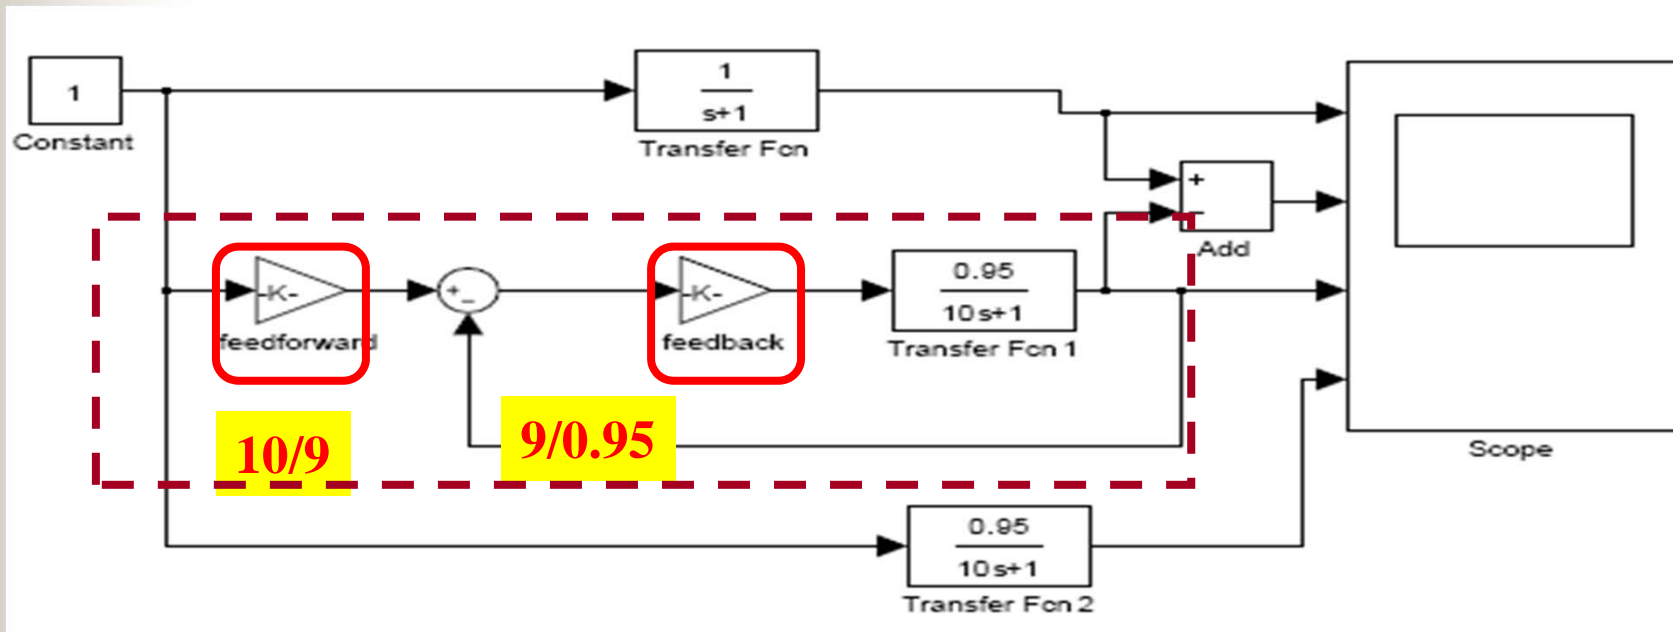 1
Constant
1
s+1
Transfer Fcn
+
−
Add
-K-
feedforward
+
−
-K-
feedback
0.95
10s+1
Transfer Fcn 1
10/9
9/0.95
Scope
0.95
10s+1
Transfer Fcn 2